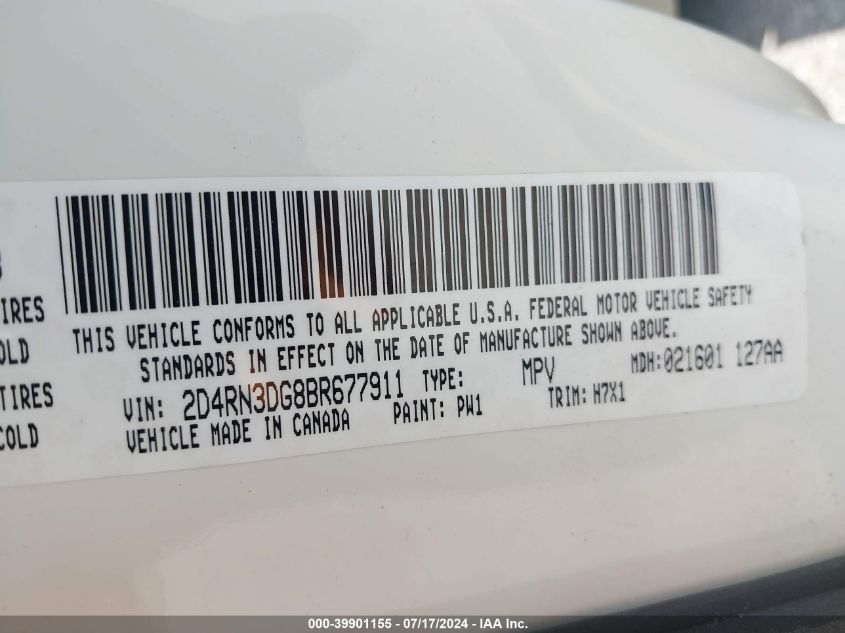 THIS VEHICLE CONFORMS TO ALL APPLICABLE U.S.A. FEDERAL MOTOR VEHICLE SAFETY
STANDARDS IN EFFECT ON THE DATE OF MANUFACTURE SHOWN ABOVE.
VIN: 2D4RN3DG8BR677911 TYPE: MPV MDH:021601 127AA
VEHICLE MADE IN CANADA PAINT: PW1 TRIM: H7X1
IRES
OLD
TIRES
COLD
000-39901155 - 07/17/2024 - IAA Inc.